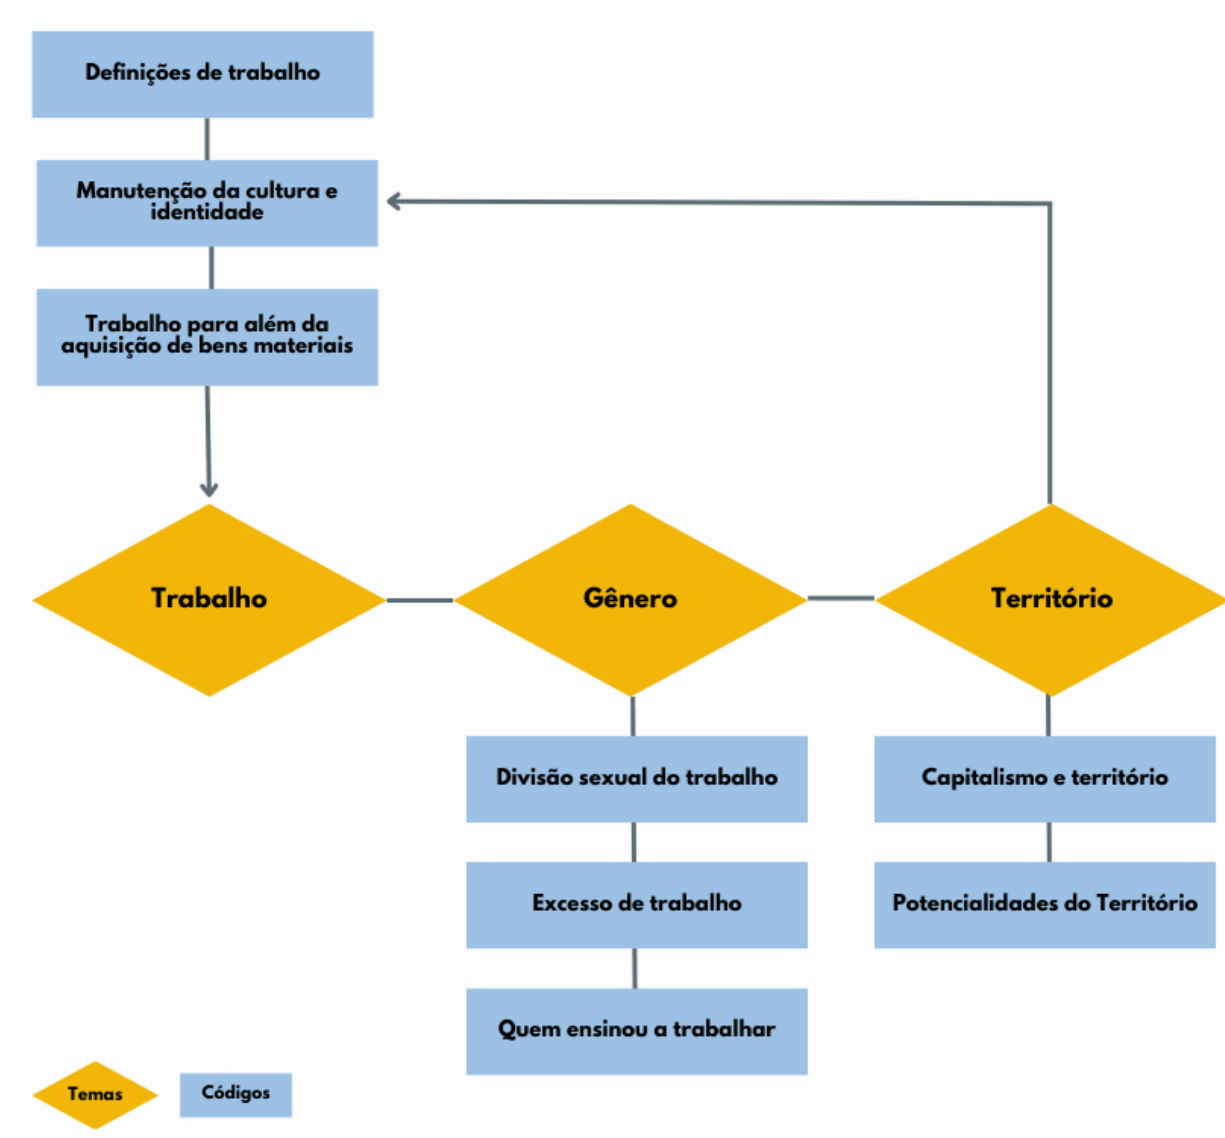 Definições de trabalho
Manutenção da cultura e
identidade
Trabalho para além da
aquisição de bens materiais
Trabalho
Gênero
Território
Divisão sexual do trabalho
Capitalismo e território
Excesso de trabalho
Potencialidades do Território
Quem ensinou a trabalhar
Temas
Códigos